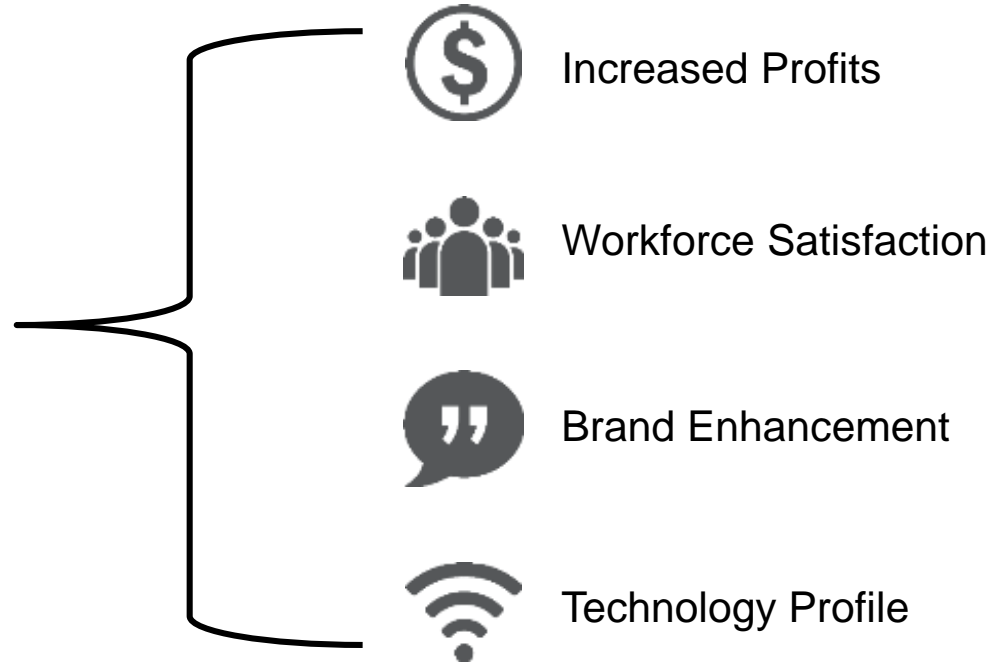 Increased Profits
Workforce Satisfaction
Brand Enhancement
Technology Profile